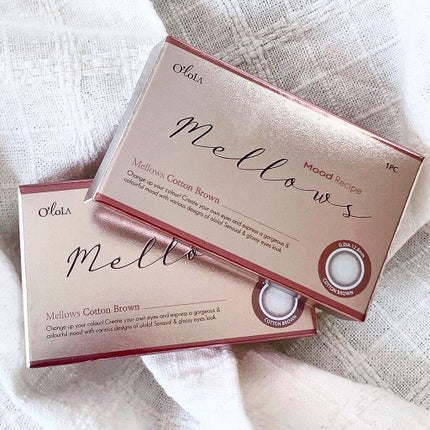 O'LOLA
Mellows
Mood Recipe
1PC
Mellows Cotton Brown
Change up your colour! Create your own eyes and express a gorgeous &
colourful mood with various designs of olola! Sensual & glossy eyes look.
COTTON BROWN
O'LOLA
Mello
Mellows Cotton Brown
Change up your colour! Create your own eyes and express a gorgeous &
colourful mood with various designs of olola! Sensual & glossy eyes look.
COTTON BROWN